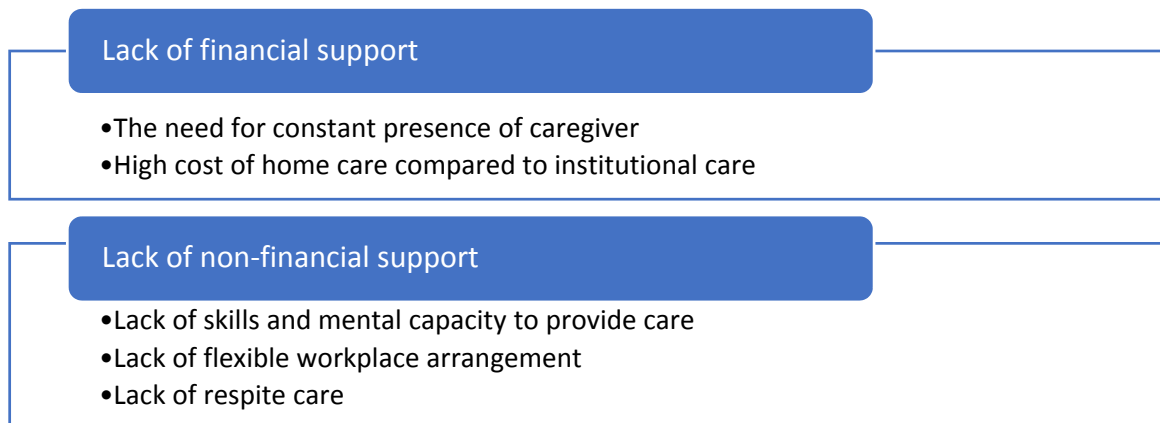 Lack of financial support
•The need for constant presence of caregiver
•High cost of home care compared to institutional care
Lack of non-financial support
•Lack of skills and mental capacity to provide care
•Lack of flexible workplace arrangement
•Lack of respite care